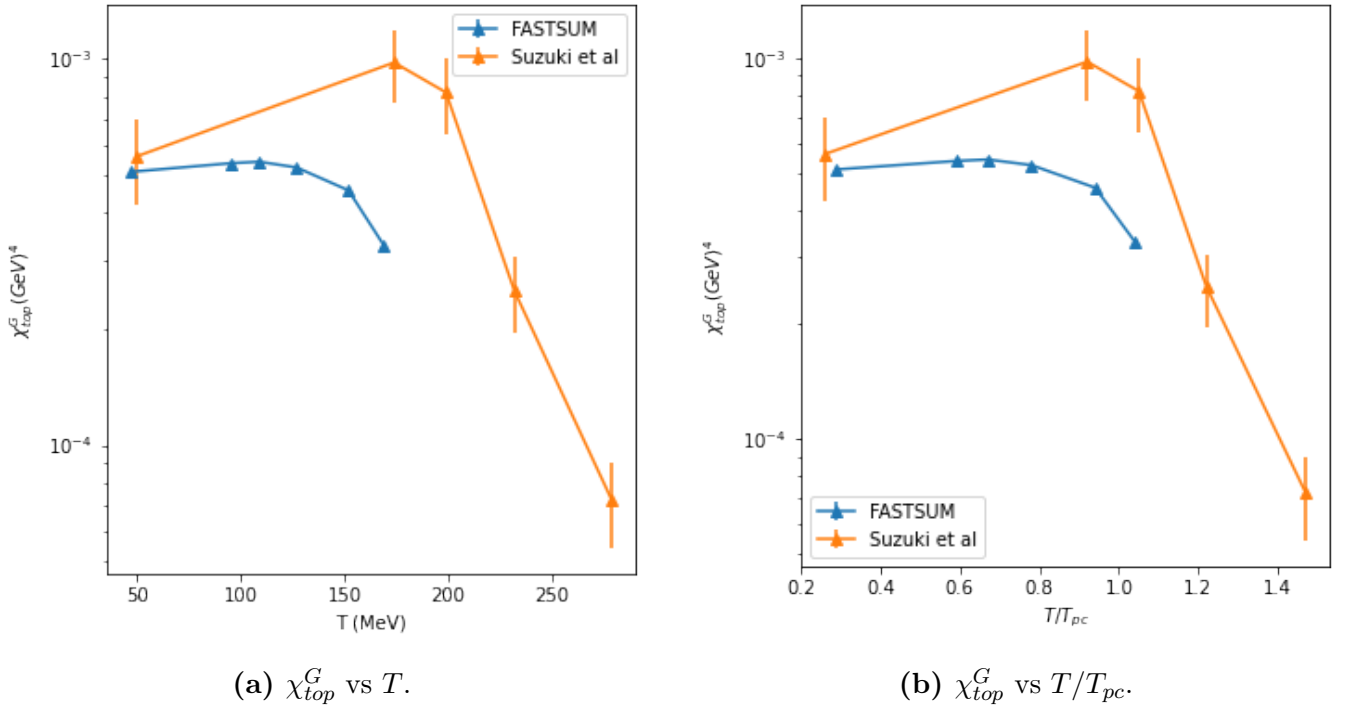 FASTSUM
Suzuki et al
10⁻³
10⁻⁴
χ^G_top (GeV)^4
50 100 150 200 250
T (MeV)
(a) χ^G_top vs T.
10⁻³
10⁻⁴
χ^G_top (GeV)^4
FASTSUM
Suzuki et al
0.2 0.4 0.6 0.8 1.0 1.2 1.4
T/T_pc
(b) χ^G_top vs T/T_pc.